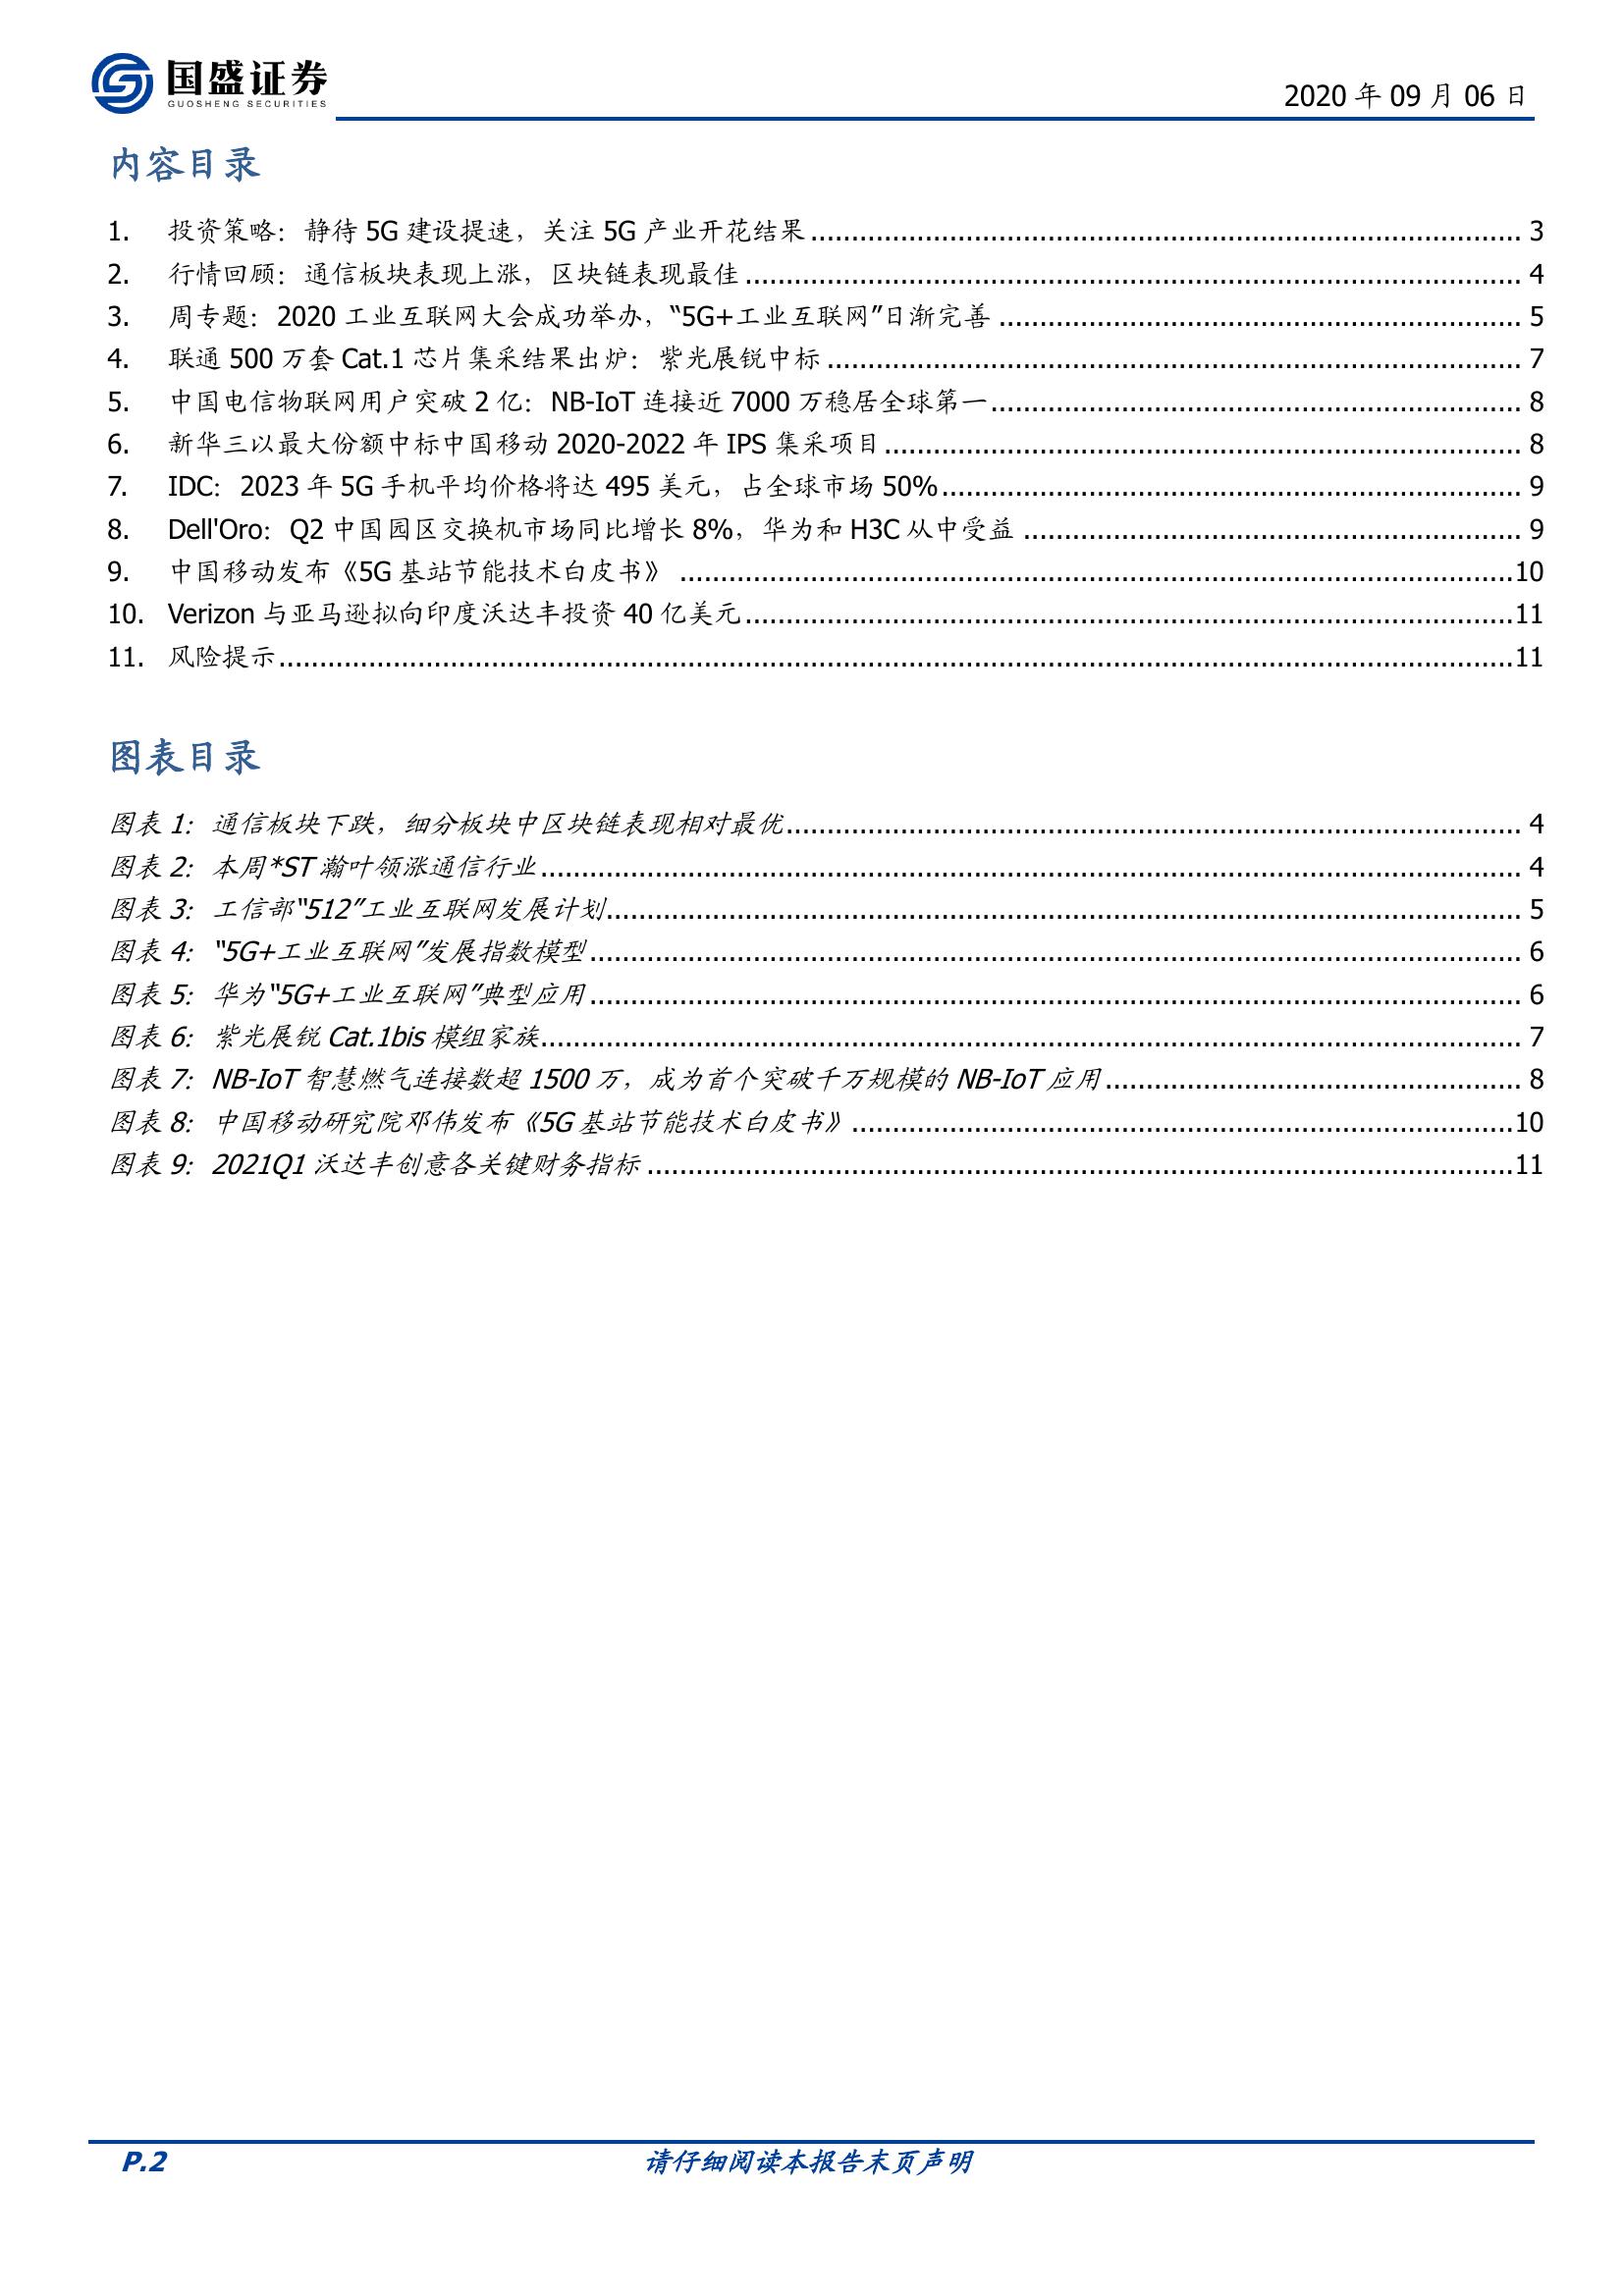 国盛证券
GUOSHENG SECURITIES
2020 年 09 月 06 日
内容目录
1. 投资策略：静待 5G 建设提速，关注 5G 产业开花结果 3
2. 行情回顾：通信板块表现上涨，区块链表现最佳 4
3. 周专题：2020 工业互联网大会成功举办，“5G+工业互联网”日渐完善 5
4. 联通 500 万套 Cat.1 芯片集采结果出炉：紫光展锐中标 7
5. 中国电信物联网用户突破 2 亿：NB-IoT 连接近 7000 万稳居全球第一 8
6. 新华三以最大份额中标中国移动 2020-2022 年 IPS 集采项目 8
7. IDC：2023 年 5G 手机平均价格将达 495 美元，占全球市场 50% 9
8. Dell'Oro：Q2 中国园区交换机市场同比增长 8%，华为和 H3C 从中受益 9
9. 中国移动发布《5G 基站节能技术白皮书》 10
10. Verizon 与亚马逊拟向印度沃达丰投资 40 亿美元 11
11. 风险提示 11
图表目录
图表 1：通信板块下跌，细分板块中区块链表现相对最优 4
图表 2：本周*ST 瀚叶领涨通信行业 4
图表 3：工信部“512”工业互联网发展计划 5
图表 4：“5G+工业互联网”发展指数模型 6
图表 5：华为“5G+工业互联网”典型应用 6
图表 6：紫光展锐 Cat.1bis 模组家族 7
图表 7：NB-IoT 智慧燃气连接数超 1500 万，成为首个突破千万规模的 NB-IoT 应用 8
图表 8：中国移动研究院邓伟发布《5G 基站节能技术白皮书》 10
图表 9：2021Q1 沃达丰创意各关键财务指标 11
P.2 请仔细阅读本报告末页声明